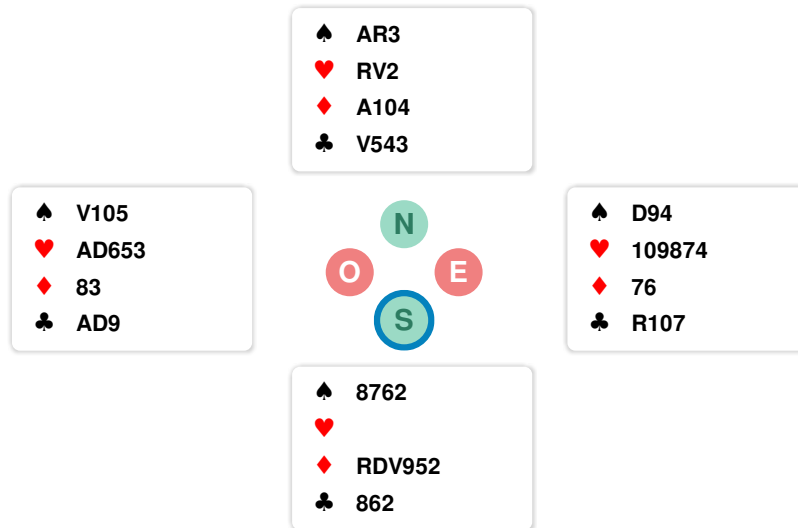 ♠ AR3
♥ RV2
♦ A104
♣ V543
♠ V105
♥ AD653
♦ 83
♣ AD9
N
O E
S
♠ D94
♥ 109874
♦ 76
♣ R107
♠ 8762
♥
♦ RDV952
♣ 862